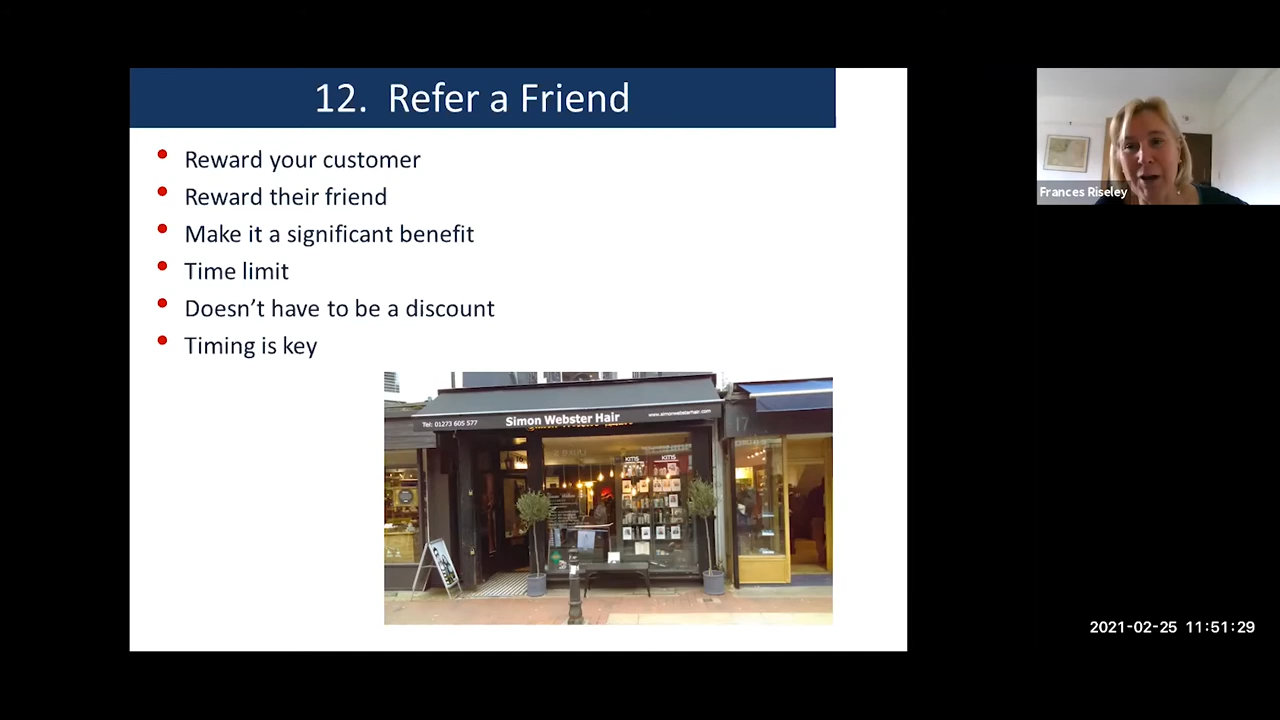 12. Refer a Friend
Reward your customer
Reward their friend
Make it a significant benefit
Time limit
Doesn’t have to be a discount
Timing is key
Simon Webster Hair
www.simonwebsterhair.com
Tel: 01273 605 577
17
KMS KMS
Frances Riseley
2021-02-25 11:51:29